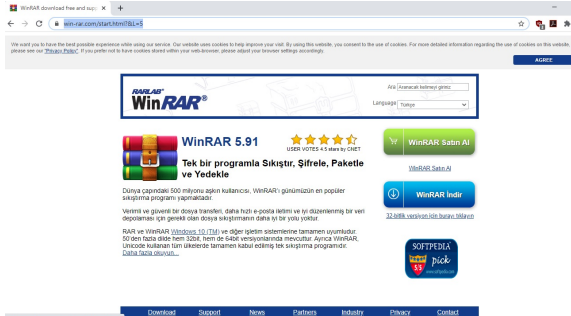 WinRAR download free and supp
win-rar.com/start.html?&L=5
We want you to have the best possible experience while using our service. Our website uses cookies to help improve your visit. By using this website, you consent to the use of cookies. For more detailed information regarding the use of cookies on this website,
please see our "Privacy Policy". If you prefer not to have cookies stored within your web-browser, please adjust your browser settings accordingly.
AGREE
RARLAB®
WinRAR®
Ara Aranacak kelimeyi giriniz
Language Türkçe
WinRAR 5.91
USER VOTES 4.5 stars by CNET
Tek bir programla Sıkıştır, Şifrele, Paketle
ve Yedekle
Dünya çapındaki 500 milyonu aşkın kullanıcısı, WinRAR'ı günümüzün en popüler
sıkıştırma programı yapmaktadır.
Verimli ve güvenli bir dosya transferi, daha hızlı e-posta iletimi ve iyi düzenlenmiş bir veri
depolaması için gerekli olan dosya sıkıştırmanın daha iyi bir yolu yoktur.
RAR ve WinRAR Windows 10 (TM) ve diğer işletim sistemlerine tamamen uyumludur.
50'den fazla dilde hem 32bit, hem de 64bit versiyonlarında mevcuttur. Ayrıca WinRAR,
Unicode kullanan tüm ülkelerde tamamen kabul edilmiş tek sıkıştırma programıdır.
Daha fazla okuyun...
WinRAR Satın Al
WinRAR Satın Al
WinRAR İndir
32-bitlik versiyon için burayı tıklayın
SOFTPEDIA
5/5 pick
www.softpedia.com
Download Support News Partners Industry Privacy Contact